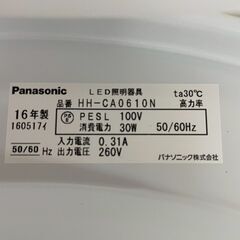 Panasonic LED照明器具 ta30℃
品番 HH-CA0610N 高力率
16年製 PESL 100V
160517ｲ 消費電力 30W 50/60Hz
入力電流 0.31A
50/60 Hz 出力電圧 260V
パナソニック株式会社